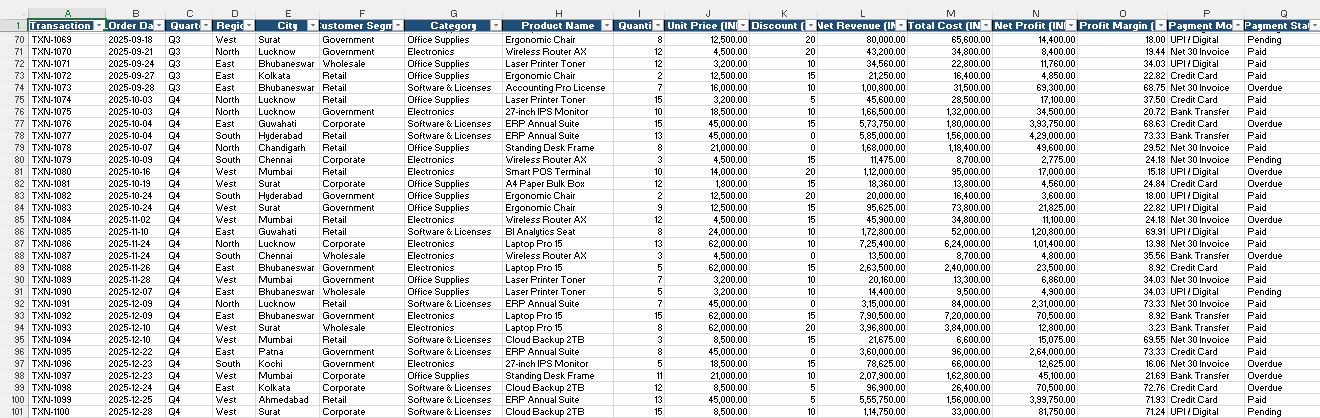 A B C D E F G H I J K L M N O P Q
1 Transaction Order Da Quart Regic City ustomer Segm Category Product Name Quanti Unit Price (IN Discount ( Net Revenue (IN Total Cost (IN Net Profit (IN Profit Margin ( Payment Mo Payment Stat
70 TXN-1069 2025-09-18 Q3 West Surat Government Office Supplies Ergonomic Chair 8 12,500.00 20 80,000.00 65,600.00 14,400.00 18.00 UPI / Digital Pending
71 TXN-1070 2025-09-21 Q3 North Lucknow Government Electronics Wireless Router AX 12 4,500.00 20 43,200.00 34,800.00 8,400.00 19.44 Net 30 Invoice Paid
72 TXN-1071 2025-09-24 Q3 East Bhubaneswar Wholesale Office Supplies Laser Printer Toner 12 3,200.00 10 34,560.00 22,800.00 11,760.00 34.03 UPI / Digital Paid
73 TXN-1072 2025-09-27 Q3 East Kolkata Retail Office Supplies Ergonomic Chair 2 12,500.00 15 21,250.00 16,400.00 4,850.00 22.82 Credit Card Paid
74 TXN-1073 2025-09-28 Q3 East Bhubaneswar Retail Software & Licenses Accounting Pro License 7 16,000.00 10 1,00,800.00 31,500.00 69,300.00 68.75 Net 30 Invoice Overdue
75 TXN-1074 2025-10-03 Q4 North Lucknow Retail Office Supplies Laser Printer Toner 15 3,200.00 5 45,600.00 28,500.00 17,100.00 37.50 Credit Card Paid
76 TXN-1075 2025-10-03 Q4 North Lucknow Government Electronics 27-inch IPS Monitor 10 18,500.00 10 1,66,500.00 1,32,000.00 34,500.00 20.72 Bank Transfer Paid
77 TXN-1076 2025-10-04 Q4 East Guwahati Corporate Software & Licenses ERP Annual Suite 15 45,000.00 15 5,73,750.00 1,80,000.00 3,93,750.00 68.63 Credit Card Overdue
78 TXN-1077 2025-10-04 Q4 South Hyderabad Retail Software & Licenses ERP Annual Suite 13 45,000.00 0 5,85,000.00 1,56,000.00 4,29,000.00 73.33 Bank Transfer Paid
79 TXN-1078 2025-10-07 Q4 North Chandigarh Retail Office Supplies Standing Desk Frame 8 21,000.00 0 1,68,000.00 1,18,400.00 49,600.00 29.52 Net 30 Invoice Paid
80 TXN-1079 2025-10-09 Q4 South Chennai Corporate Electronics Wireless Router AX 3 4,500.00 15 11,475.00 8,700.00 2,775.00 24.18 Net 30 Invoice Pending
81 TXN-1080 2025-10-16 Q4 West Mumbai Retail Electronics Smart POS Terminal 10 14,000.00 20 1,12,000.00 95,000.00 17,000.00 15.18 UPI / Digital Paid
82 TXN-1081 2025-10-19 Q4 West Surat Corporate Office Supplies A4 Paper Bulk Box 12 1,800.00 15 18,360.00 13,800.00 4,560.00 24.84 Credit Card Overdue
83 TXN-1082 2025-10-24 Q4 South Hyderabad Government Office Supplies Ergonomic Chair 2 12,500.00 20 20,000.00 16,400.00 3,600.00 18.00 UPI / Digital Paid
84 TXN-1083 2025-10-24 Q4 West Surat Government Office Supplies Ergonomic Chair 9 12,500.00 15 95,625.00 73,800.00 21,825.00 22.82 Net 30 Invoice Paid
85 TXN-1084 2025-11-02 Q4 West Mumbai Retail Electronics Wireless Router AX 12 4,500.00 15 45,900.00 34,800.00 11,100.00 24.18 Net 30 Invoice Overdue
86 TXN-1085 2025-11-10 Q4 East Guwahati Retail Software & Licenses BI Analytics Seat 8 24,000.00 10 1,72,800.00 52,000.00 1,20,800.00 69.91 UPI / Digital Overdue
87 TXN-1086 2025-11-24 Q4 North Lucknow Corporate Electronics Laptop Pro 15 13 62,000.00 10 7,25,400.00 6,24,000.00 1,01,400.00 13.98 Net 30 Invoice Paid
88 TXN-1087 2025-11-24 Q4 South Chennai Wholesale Electronics Wireless Router AX 3 4,500.00 0 13,500.00 8,700.00 4,800.00 35.56 Bank Transfer Overdue
89 TXN-1088 2025-11-26 Q4 East Bhubaneswar Government Electronics Laptop Pro 15 5 62,000.00 15 2,63,500.00 2,40,000.00 23,500.00 8.92 Credit Card Paid
90 TXN-1089 2025-11-28 Q4 West Mumbai Government Office Supplies Laser Printer Toner 7 3,200.00 10 20,160.00 13,300.00 6,860.00 34.03 Net 30 Invoice Paid
91 TXN-1090 2025-12-07 Q4 East Bhubaneswar Wholesale Office Supplies Laser Printer Toner 5 3,200.00 10 14,400.00 9,500.00 4,900.00 34.03 UPI / Digital Pending
92 TXN-1091 2025-12-09 Q4 North Lucknow Retail Software & Licenses ERP Annual Suite 7 45,000.00 0 3,15,000.00 84,000.00 2,31,000.00 73.33 Net 30 Invoice Paid
93 TXN-1092 2025-12-09 Q4 East Bhubaneswar Government Electronics Laptop Pro 15 15 62,000.00 15 7,90,500.00 7,20,000.00 70,500.00 8.92 Bank Transfer Paid
94 TXN-1093 2025-12-10 Q4 West Surat Wholesale Electronics Laptop Pro 15 8 62,000.00 20 3,96,800.00 3,84,000.00 12,800.00 3.23 Bank Transfer Paid
95 TXN-1094 2025-12-10 Q4 West Mumbai Retail Software & Licenses Cloud Backup 2TB 3 8,500.00 15 21,675.00 6,600.00 15,075.00 69.55 Net 30 Invoice Paid
96 TXN-1095 2025-12-22 Q4 East Patna Government Software & Licenses ERP Annual Suite 8 45,000.00 0 3,60,000.00 96,000.00 2,64,000.00 73.33 Credit Card Paid
97 TXN-1096 2025-12-23 Q4 South Kochi Government Electronics 27-inch IPS Monitor 5 18,500.00 15 78,625.00 66,000.00 12,625.00 16.06 Net 30 Invoice Overdue
98 TXN-1097 2025-12-23 Q4 West Mumbai Corporate Office Supplies Standing Desk Frame 11 21,000.00 10 2,07,900.00 1,62,800.00 45,100.00 21.69 Bank Transfer Paid
99 TXN-1098 2025-12-24 Q4 East Kolkata Corporate Software & Licenses Cloud Backup 2TB 12 8,500.00 5 96,900.00 26,400.00 70,500.00 72.76 Net 30 Invoice Overdue
100 TXN-1099 2025-12-25 Q4 West Ahmedabad Retail Software & Licenses ERP Annual Suite 13 45,000.00 5 5,55,750.00 1,56,000.00 3,99,750.00 71.93 Credit Card Paid
101 TXN-1100 2025-12-28 Q4 West Surat Corporate Software & Licenses Cloud Backup 2TB 15 8,500.00 10 1,14,750.00 33,000.00 81,750.00 71.24 UPI / Digital Overdue